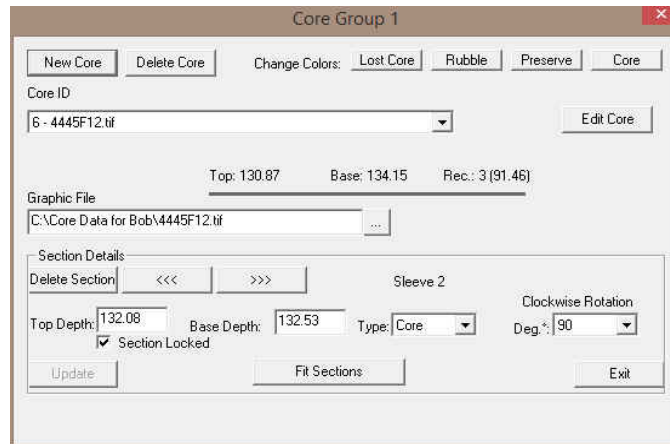 Core Group 1
New Core Delete Core Change Colors: Lost Core Rubble Preserve Core
Core ID
6 - 4445F12.tif Edit Core
Top: 130.87 Base: 134.15 Rec.: 3 (91.46)
Graphic File
C:\Core Data for Bob\4445F12.tif ...
Section Details
Delete Section <<< >>> Sleeve 2
Clockwise Rotation
Top Depth: 132.08 Base Depth: 132.53 Type: Core Deg.*: 90
Section Locked
Update Fit Sections Exit